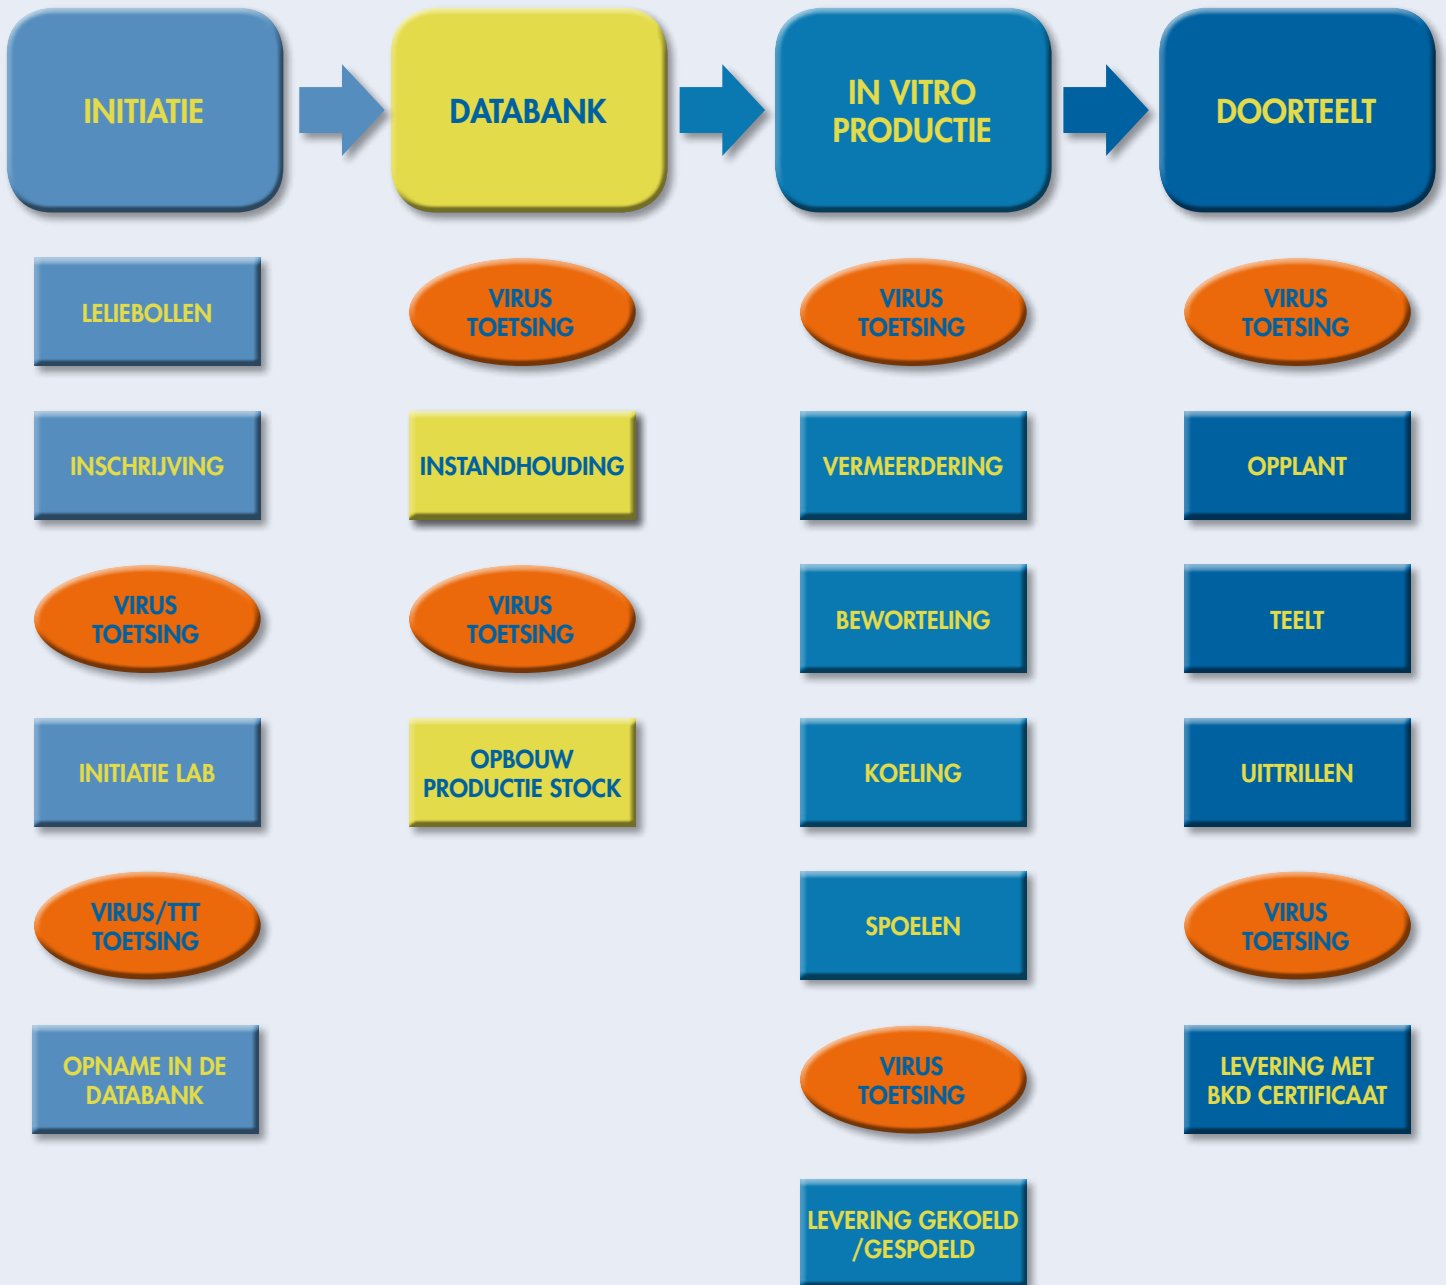 INITIATIE
DATABANK
IN VITRO
PRODUCTIE
DOORTEELT
LELIEBOLLEN
INSCHRIJVING
VIRUS
TOETSING
INITIATIE LAB
VIRUS/TTT
TOETSING
OPNAME IN DE
DATABANK
VIRUS
TOETSING
INSTANDHOUDING
VIRUS
TOETSING
OPBOUW
PRODUCTIE STOCK
VIRUS
TOETSING
VERMEERDERING
BEWORTELING
KOELING
SPOELEN
VIRUS
TOETSING
LEVERING GEKOELD
/GESPOELD
VIRUS
TOETSING
OPPLANT
TEELT
UITTRILLEN
VIRUS
TOETSING
LEVERING MET
BKD CERTIFICAAT